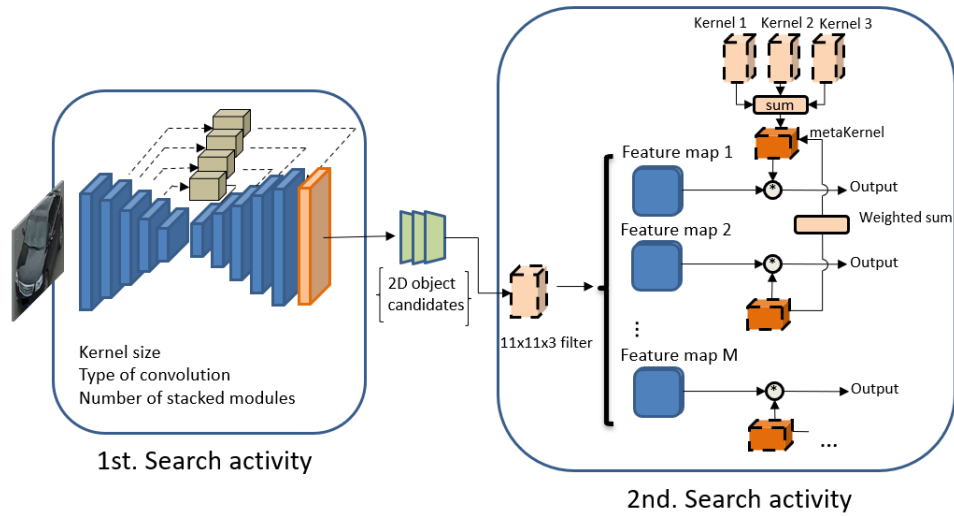 Kernel 1
Kernel 2
Kernel 3
sum
metaKernel
Feature map 1
*
Output
Weighted sum
Feature map 2
*
Output
2D object
candidates
11x11x3 filter
...
Feature map M
*
Output
...
Kernel size
Type of convolution
Number of stacked modules
1st. Search activity
2nd. Search activity